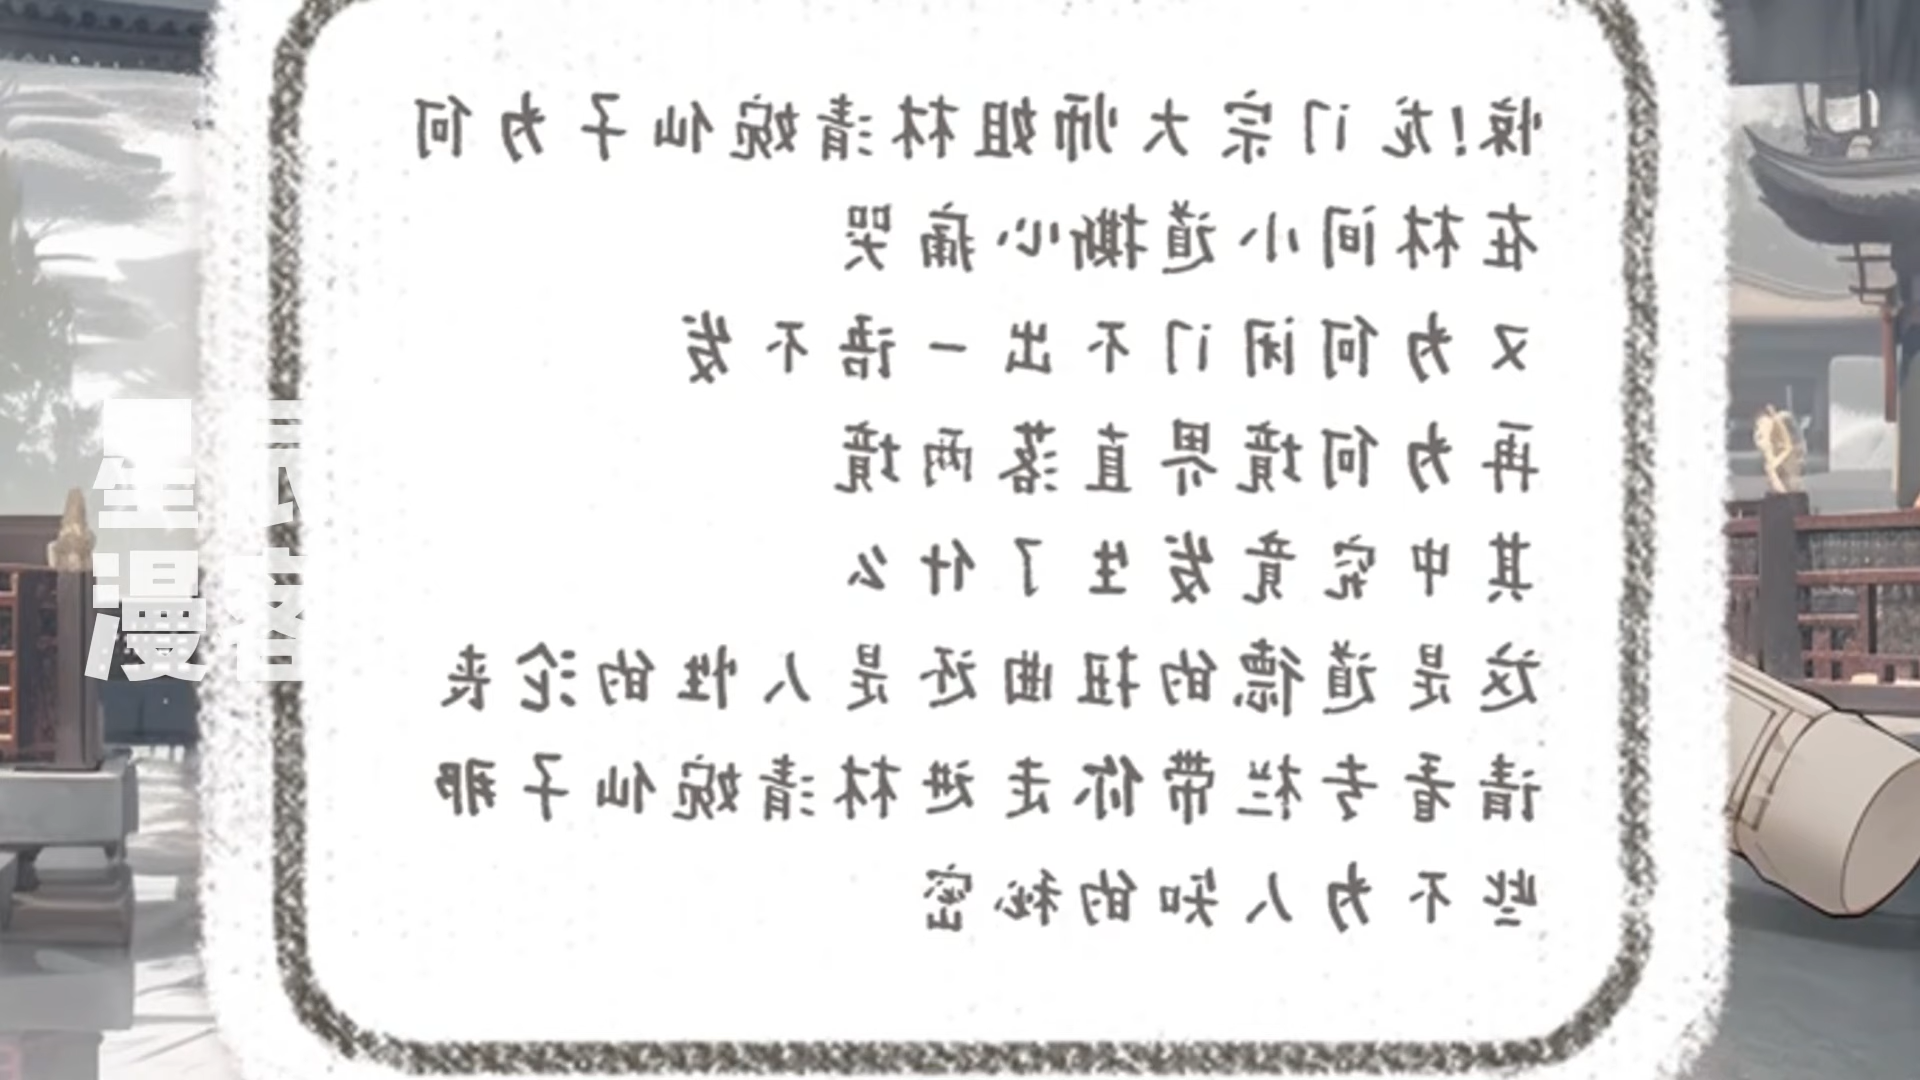 惊!龙门宗大师姐林清婉仙子为何
在林间小道撕心痛哭
又为何闭门不出一语不发
再为何境界直落两境
其中究竟发生了什么
这是道德的扭曲还是人性的沦丧
请看专栏带你走进林清婉仙子那
些不为人知的秘密
漫